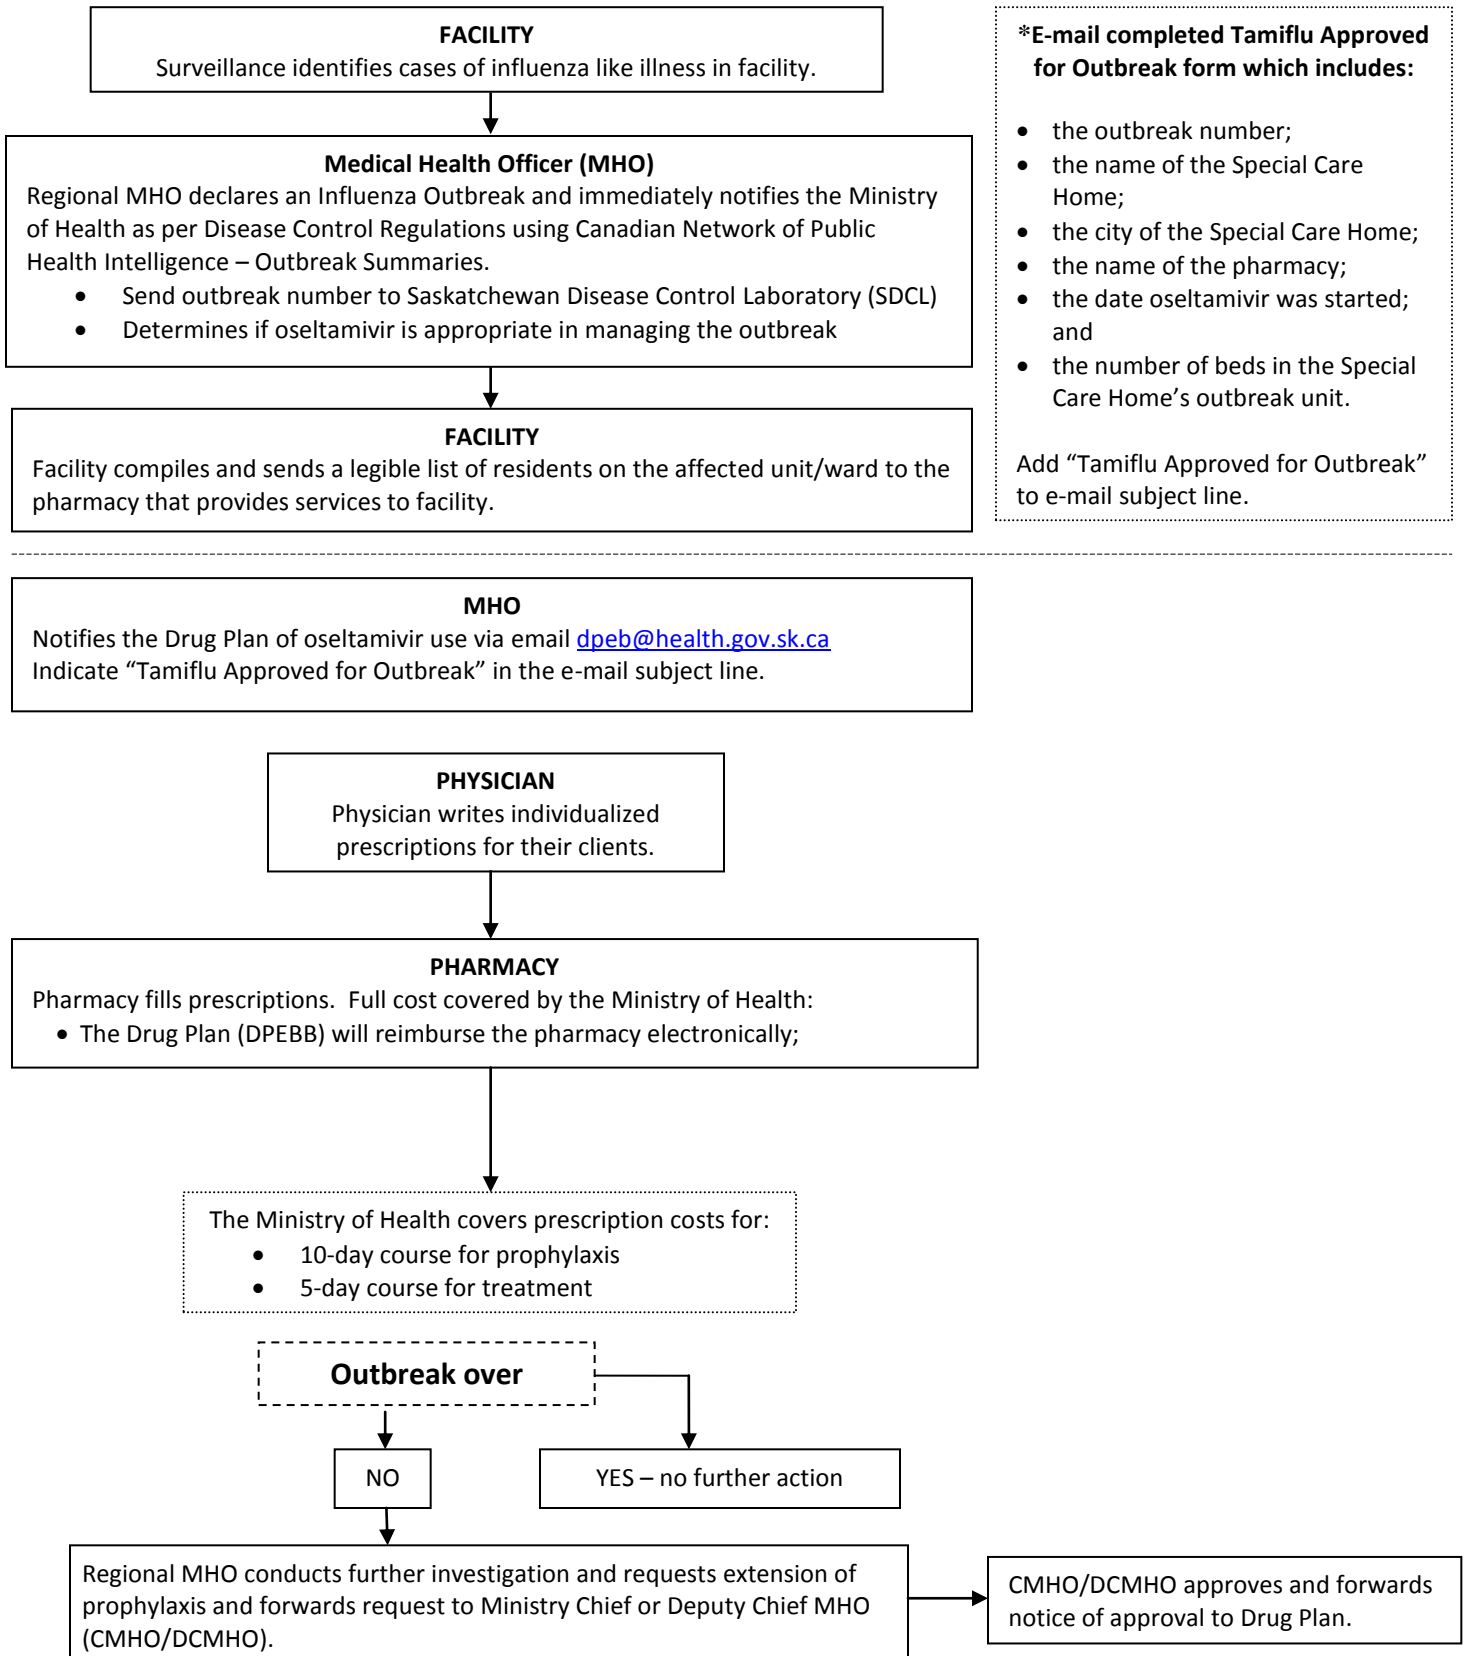 FACILITY
Surveillance identifies cases of influenza like illness in facility.
Medical Health Officer (MHO)
Regional MHO declares an Influenza Outbreak and immediately notifies the Ministry
of Health as per Disease Control Regulations using Canadian Network of Public
Health Intelligence – Outbreak Summaries.
• Send outbreak number to Saskatchewan Disease Control Laboratory (SDCL)
• Determines if oseltamivir is appropriate in managing the outbreak
FACILITY
Facility compiles and sends a legible list of residents on the affected unit/ward to the
pharmacy that provides services to facility.
*E-mail completed Tamiflu Approved
for Outbreak form which includes:
• the outbreak number;
• the name of the Special Care
Home;
• the city of the Special Care Home;
• the name of the pharmacy;
• the date oseltamivir was started;
and
• the number of beds in the Special
Care Home’s outbreak unit.
Add “Tamiflu Approved for Outbreak”
to e-mail subject line.
MHO
Notifies the Drug Plan of oseltamivir use via email dpeb@health.gov.sk.ca
Indicate “Tamiflu Approved for Outbreak” in the e-mail subject line.
PHYSICIAN
Physician writes individualized
prescriptions for their clients.
PHARMACY
Pharmacy fills prescriptions. Full cost covered by the Ministry of Health:
• The Drug Plan (DPEBB) will reimburse the pharmacy electronically;
The Ministry of Health covers prescription costs for:
• 10-day course for prophylaxis
• 5-day course for treatment
Outbreak over
NO
YES – no further action
Regional MHO conducts further investigation and requests extension of
prophylaxis and forwards request to Ministry Chief or Deputy Chief MHO
(CMHO/DCMHO).
CMHO/DCMHO approves and forwards
notice of approval to Drug Plan.